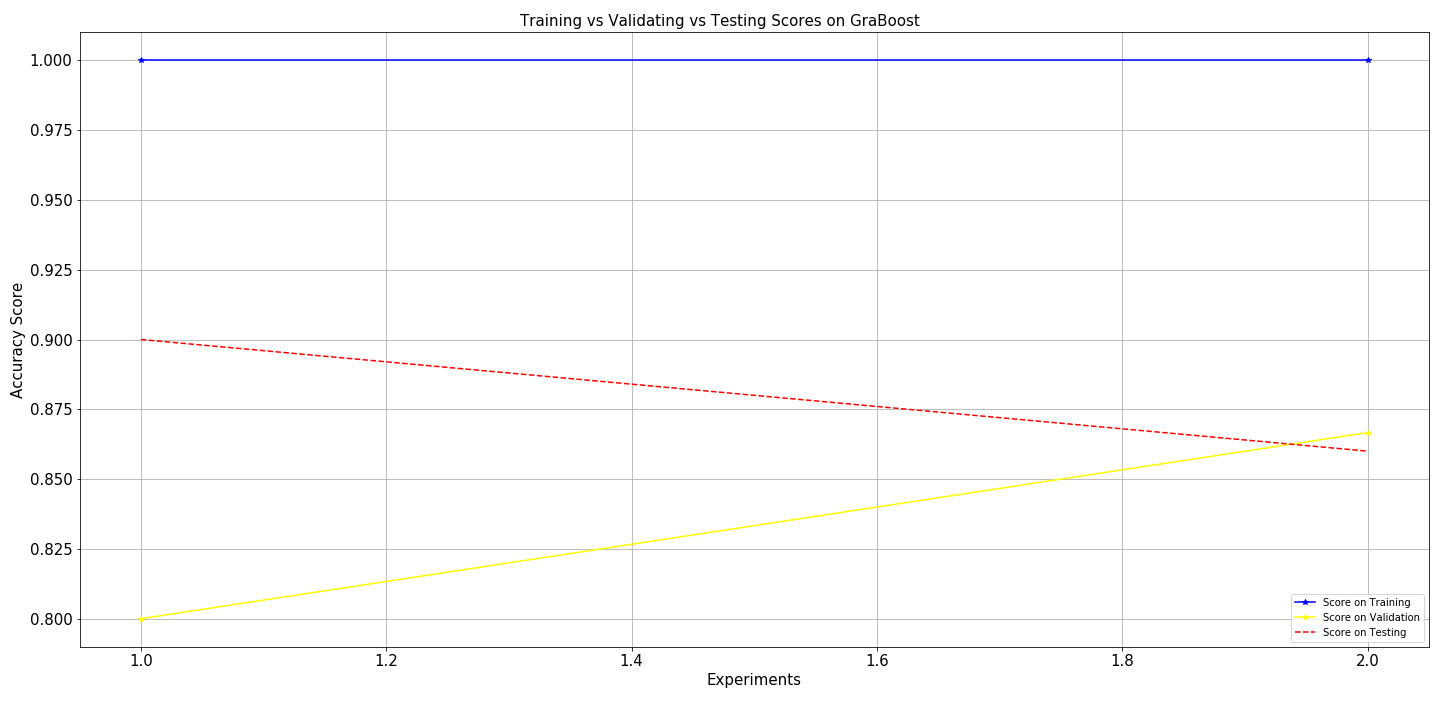 Training vs Validating vs Testing Scores on GraBoost
1.000
0.975
0.950
0.925
0.900
0.875
0.850
0.825
0.800
Accuracy Score
1.0 1.2 1.4 1.6 1.8 2.0
Experiments
Score on Training
Score on Validation
Score on Testing